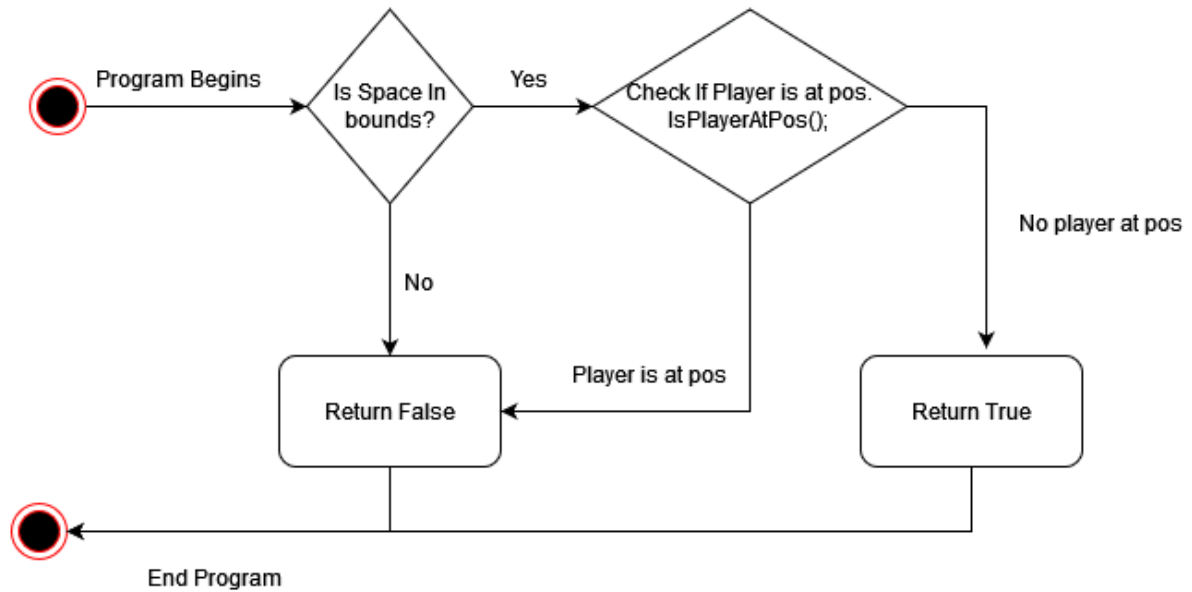 Program Begins
Is Space In
bounds?
Yes
Check If Player is at pos.
IsPlayerAtPos();
No player at pos
No
Player is at pos
Return False
Return True
End Program